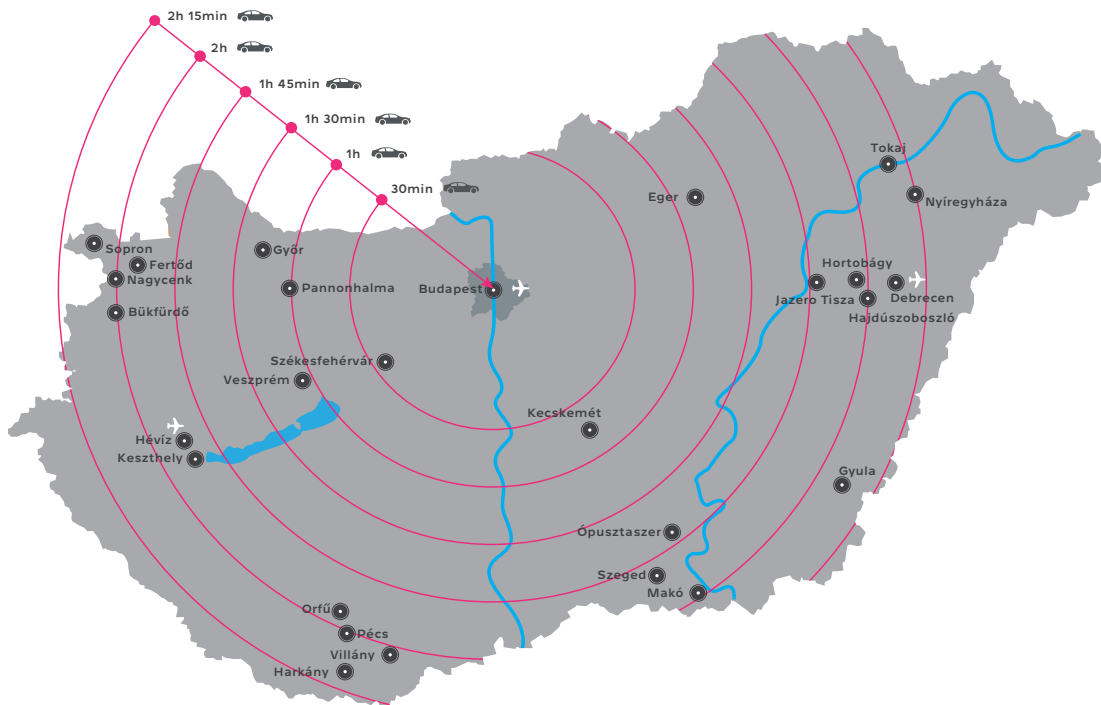 2h 15min
2h
1h 45min
1h 30min
1h
30min
Tokaj
Eger
Nyíregyháza
Sopron
Győr
Fertőd
Nagycenk
Pannonhalma
Budapest
Hortobágy
Jazero Tisza
Debrecen
Hajdúszoboszló
Bükfürdő
Székesfehérvár
Veszprém
Kecskemét
Hévíz
Keszthely
Gyula
Ópusztaszer
Szeged
Makó
Orfű
Pécs
Villány
Harkány